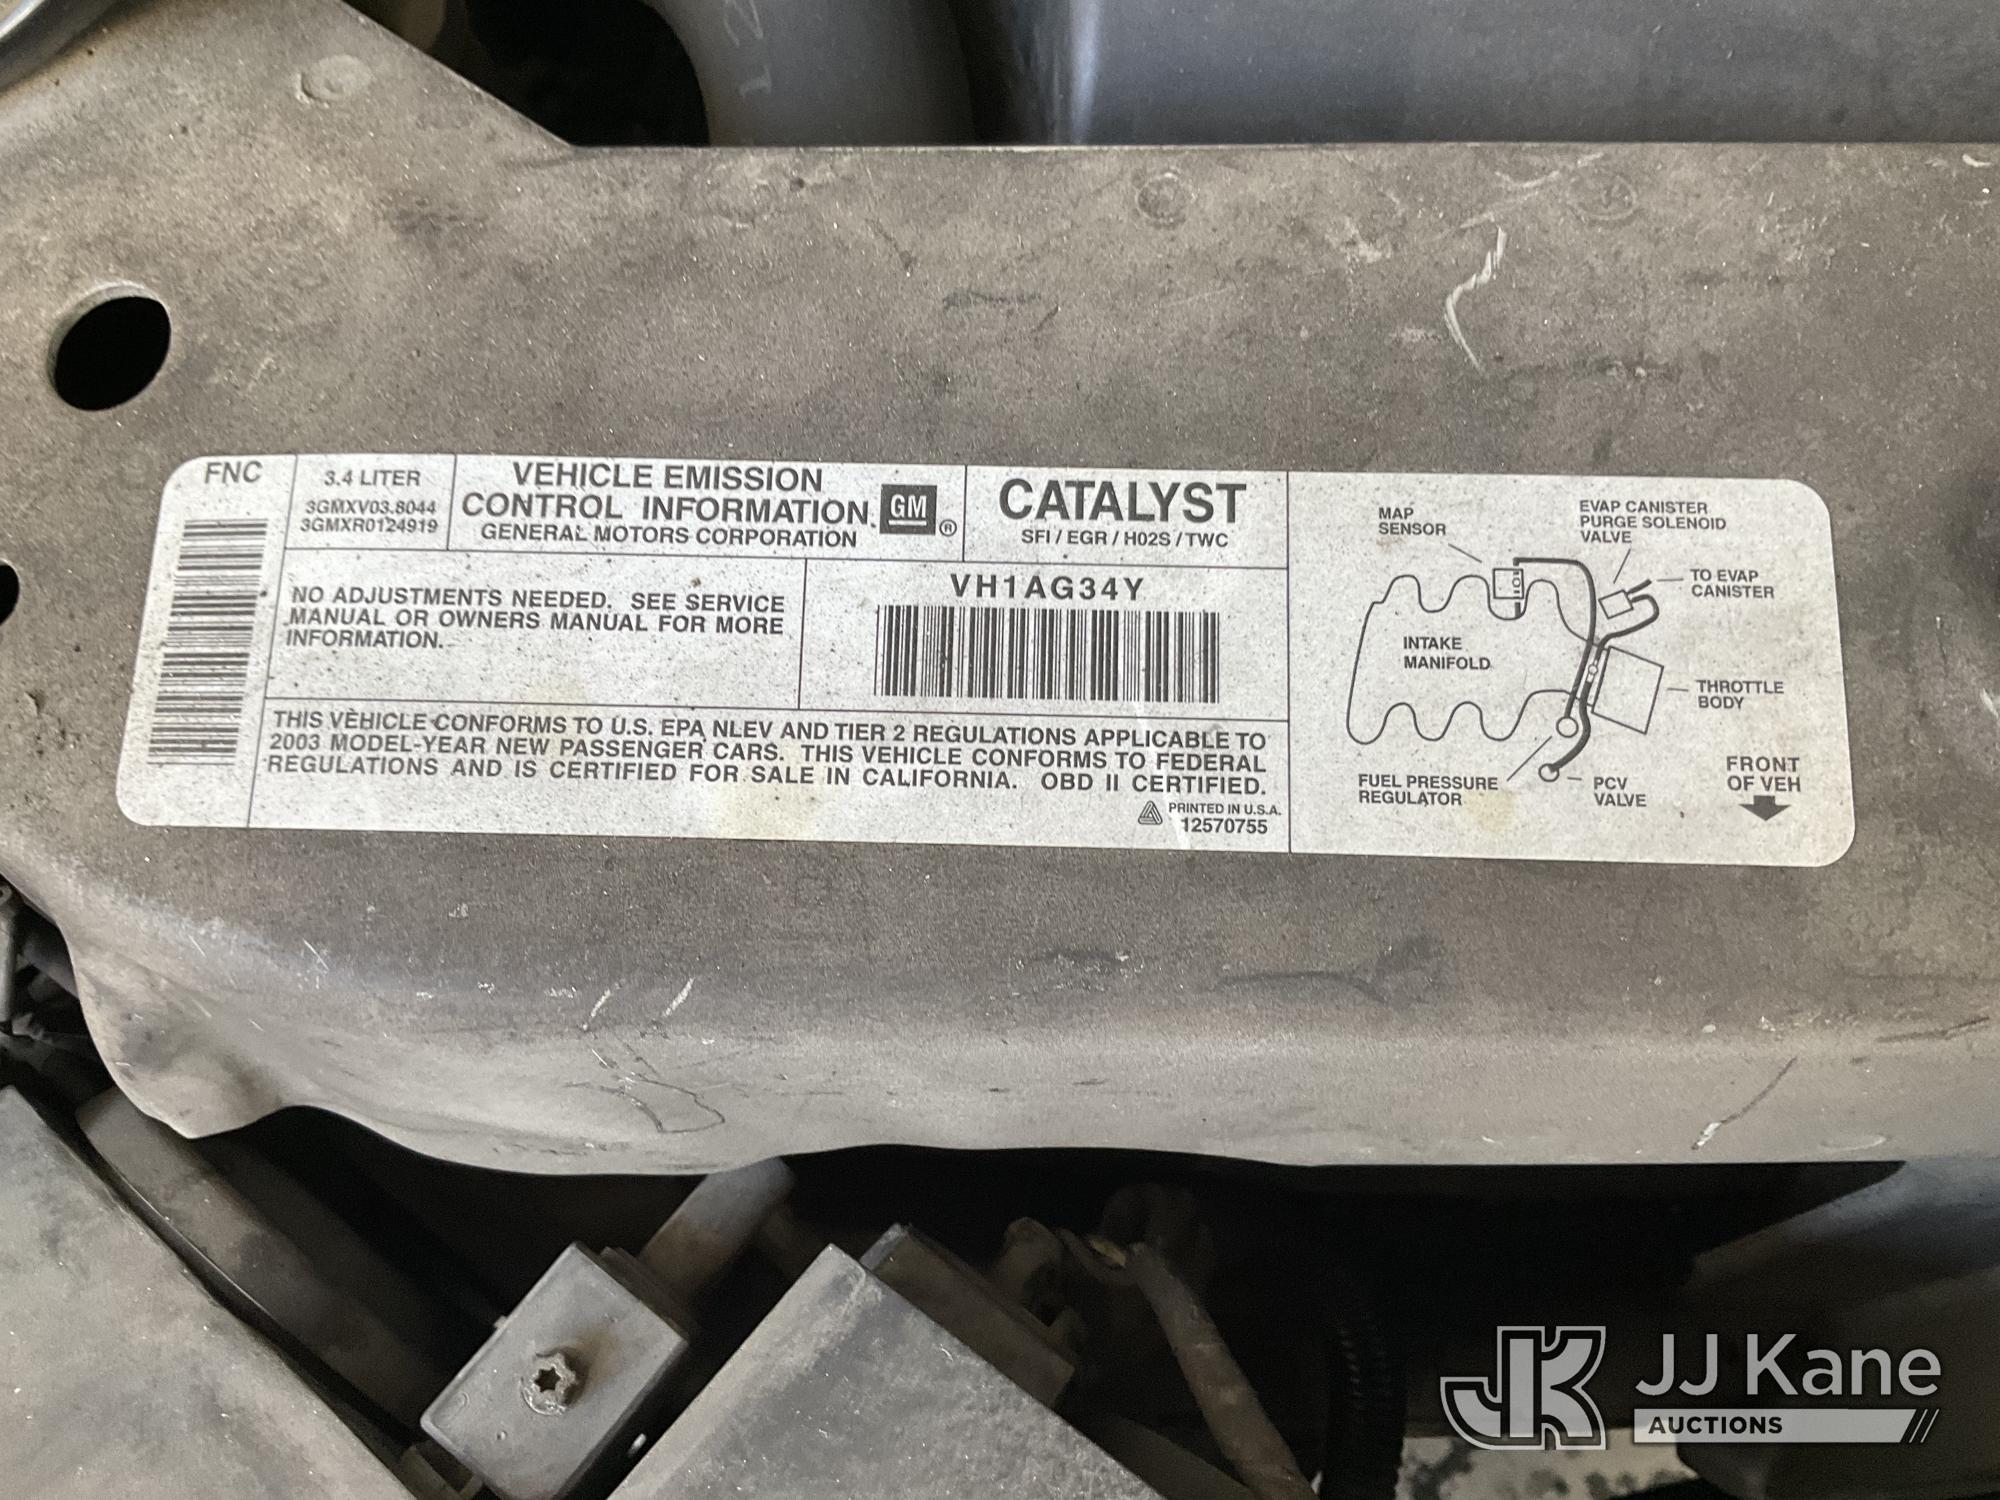 FNC
3.4 LITER
3GMXV03.8044
3GMXR0124919
VEHICLE EMISSION
CONTROL INFORMATION
GENERAL MOTORS CORPORATION
GM
®
CATALYST
SFI / EGR / H02S / TWC
NO ADJUSTMENTS NEEDED. SEE SERVICE
MANUAL OR OWNERS MANUAL FOR MORE
INFORMATION.
VH1AG34Y
THIS VEHICLE CONFORMS TO U.S. EPA NLEV AND TIER 2 REGULATIONS APPLICABLE TO
2003 MODEL-YEAR NEW PASSENGER CARS. THIS VEHICLE CONFORMS TO FEDERAL
REGULATIONS AND IS CERTIFIED FOR SALE IN CALIFORNIA. OBD II CERTIFIED.
PRINTED IN U.S.A.
12570755
MAP
SENSOR
EVAP CANISTER
PURGE SOLENOID
VALVE
TO EVAP
CANISTER
INTAKE
MANIFOLD
THROTTLE
BODY
FUEL PRESSURE
REGULATOR
PCV
VALVE
FRONT
OF VEH
JK
JJ Kane
AUCTIONS